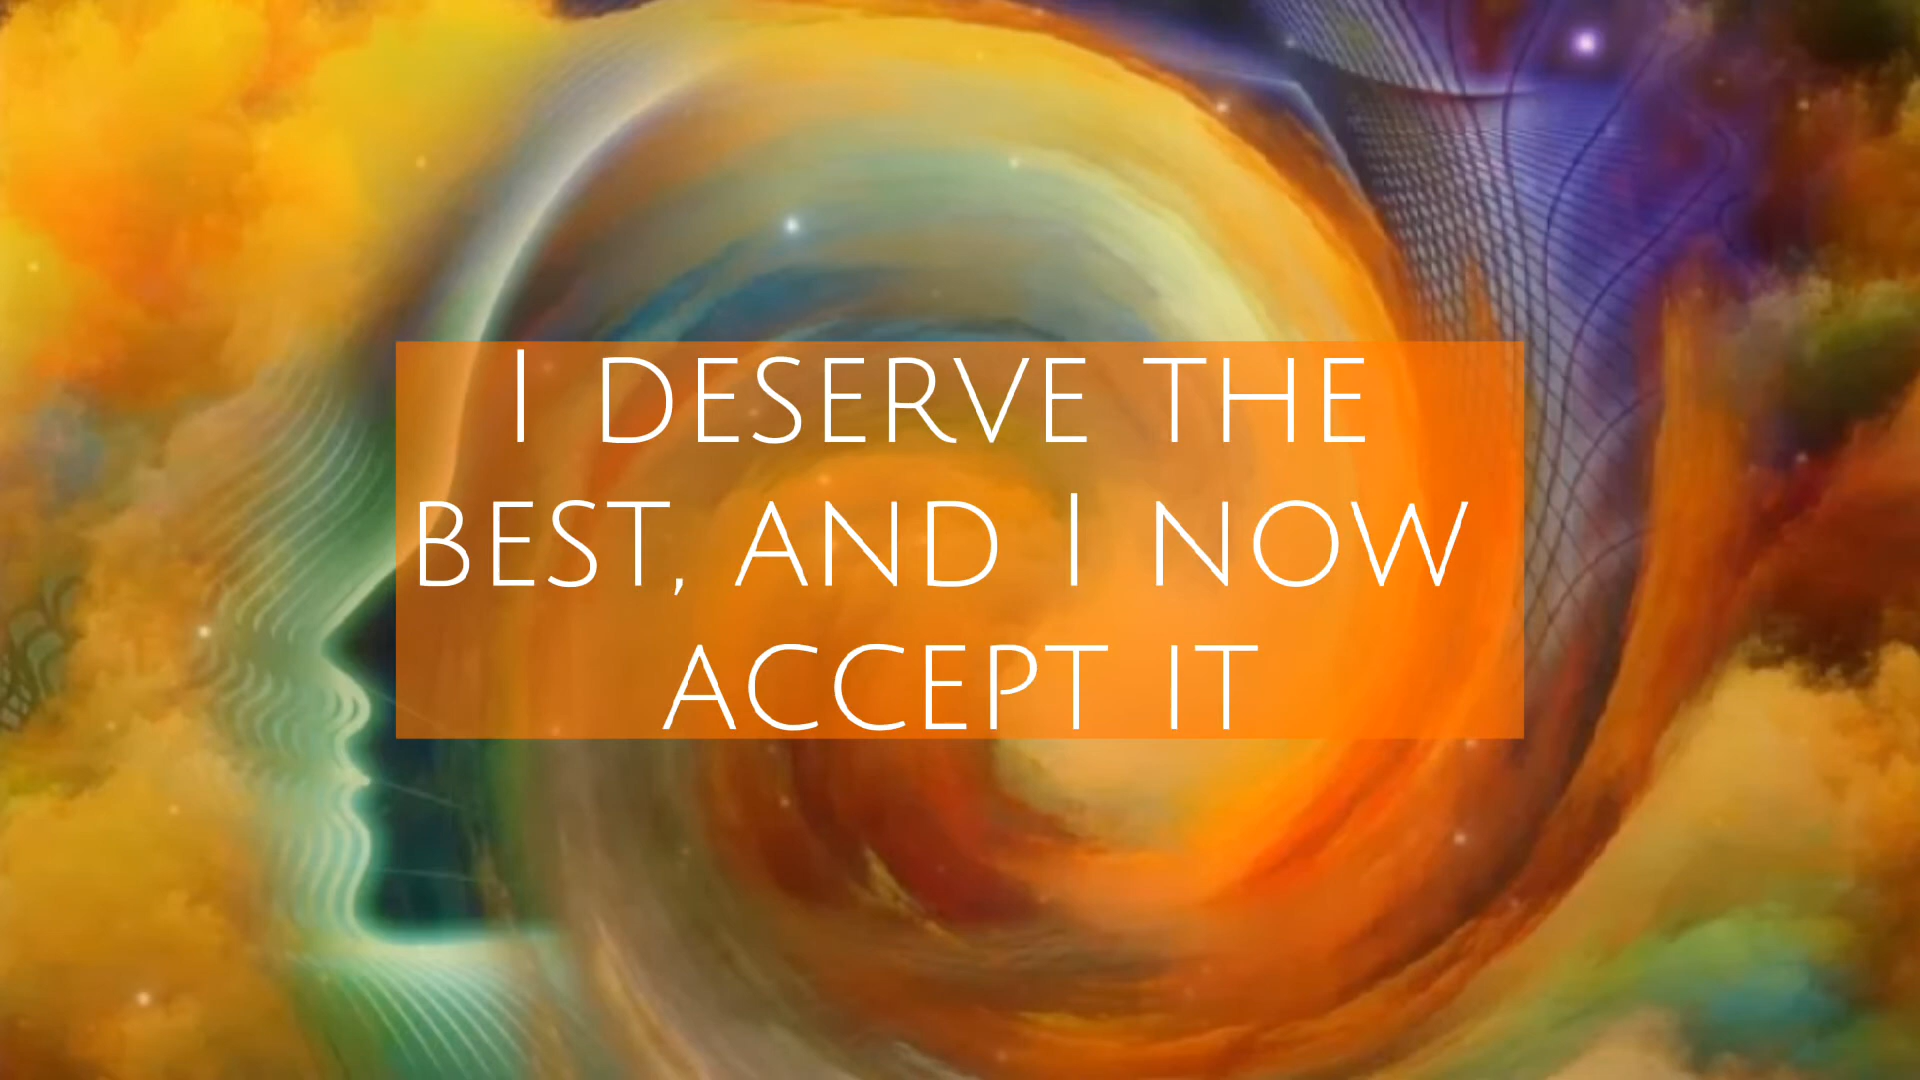 I DESERVE THE
BEST, AND I NOW
ACCEPT IT